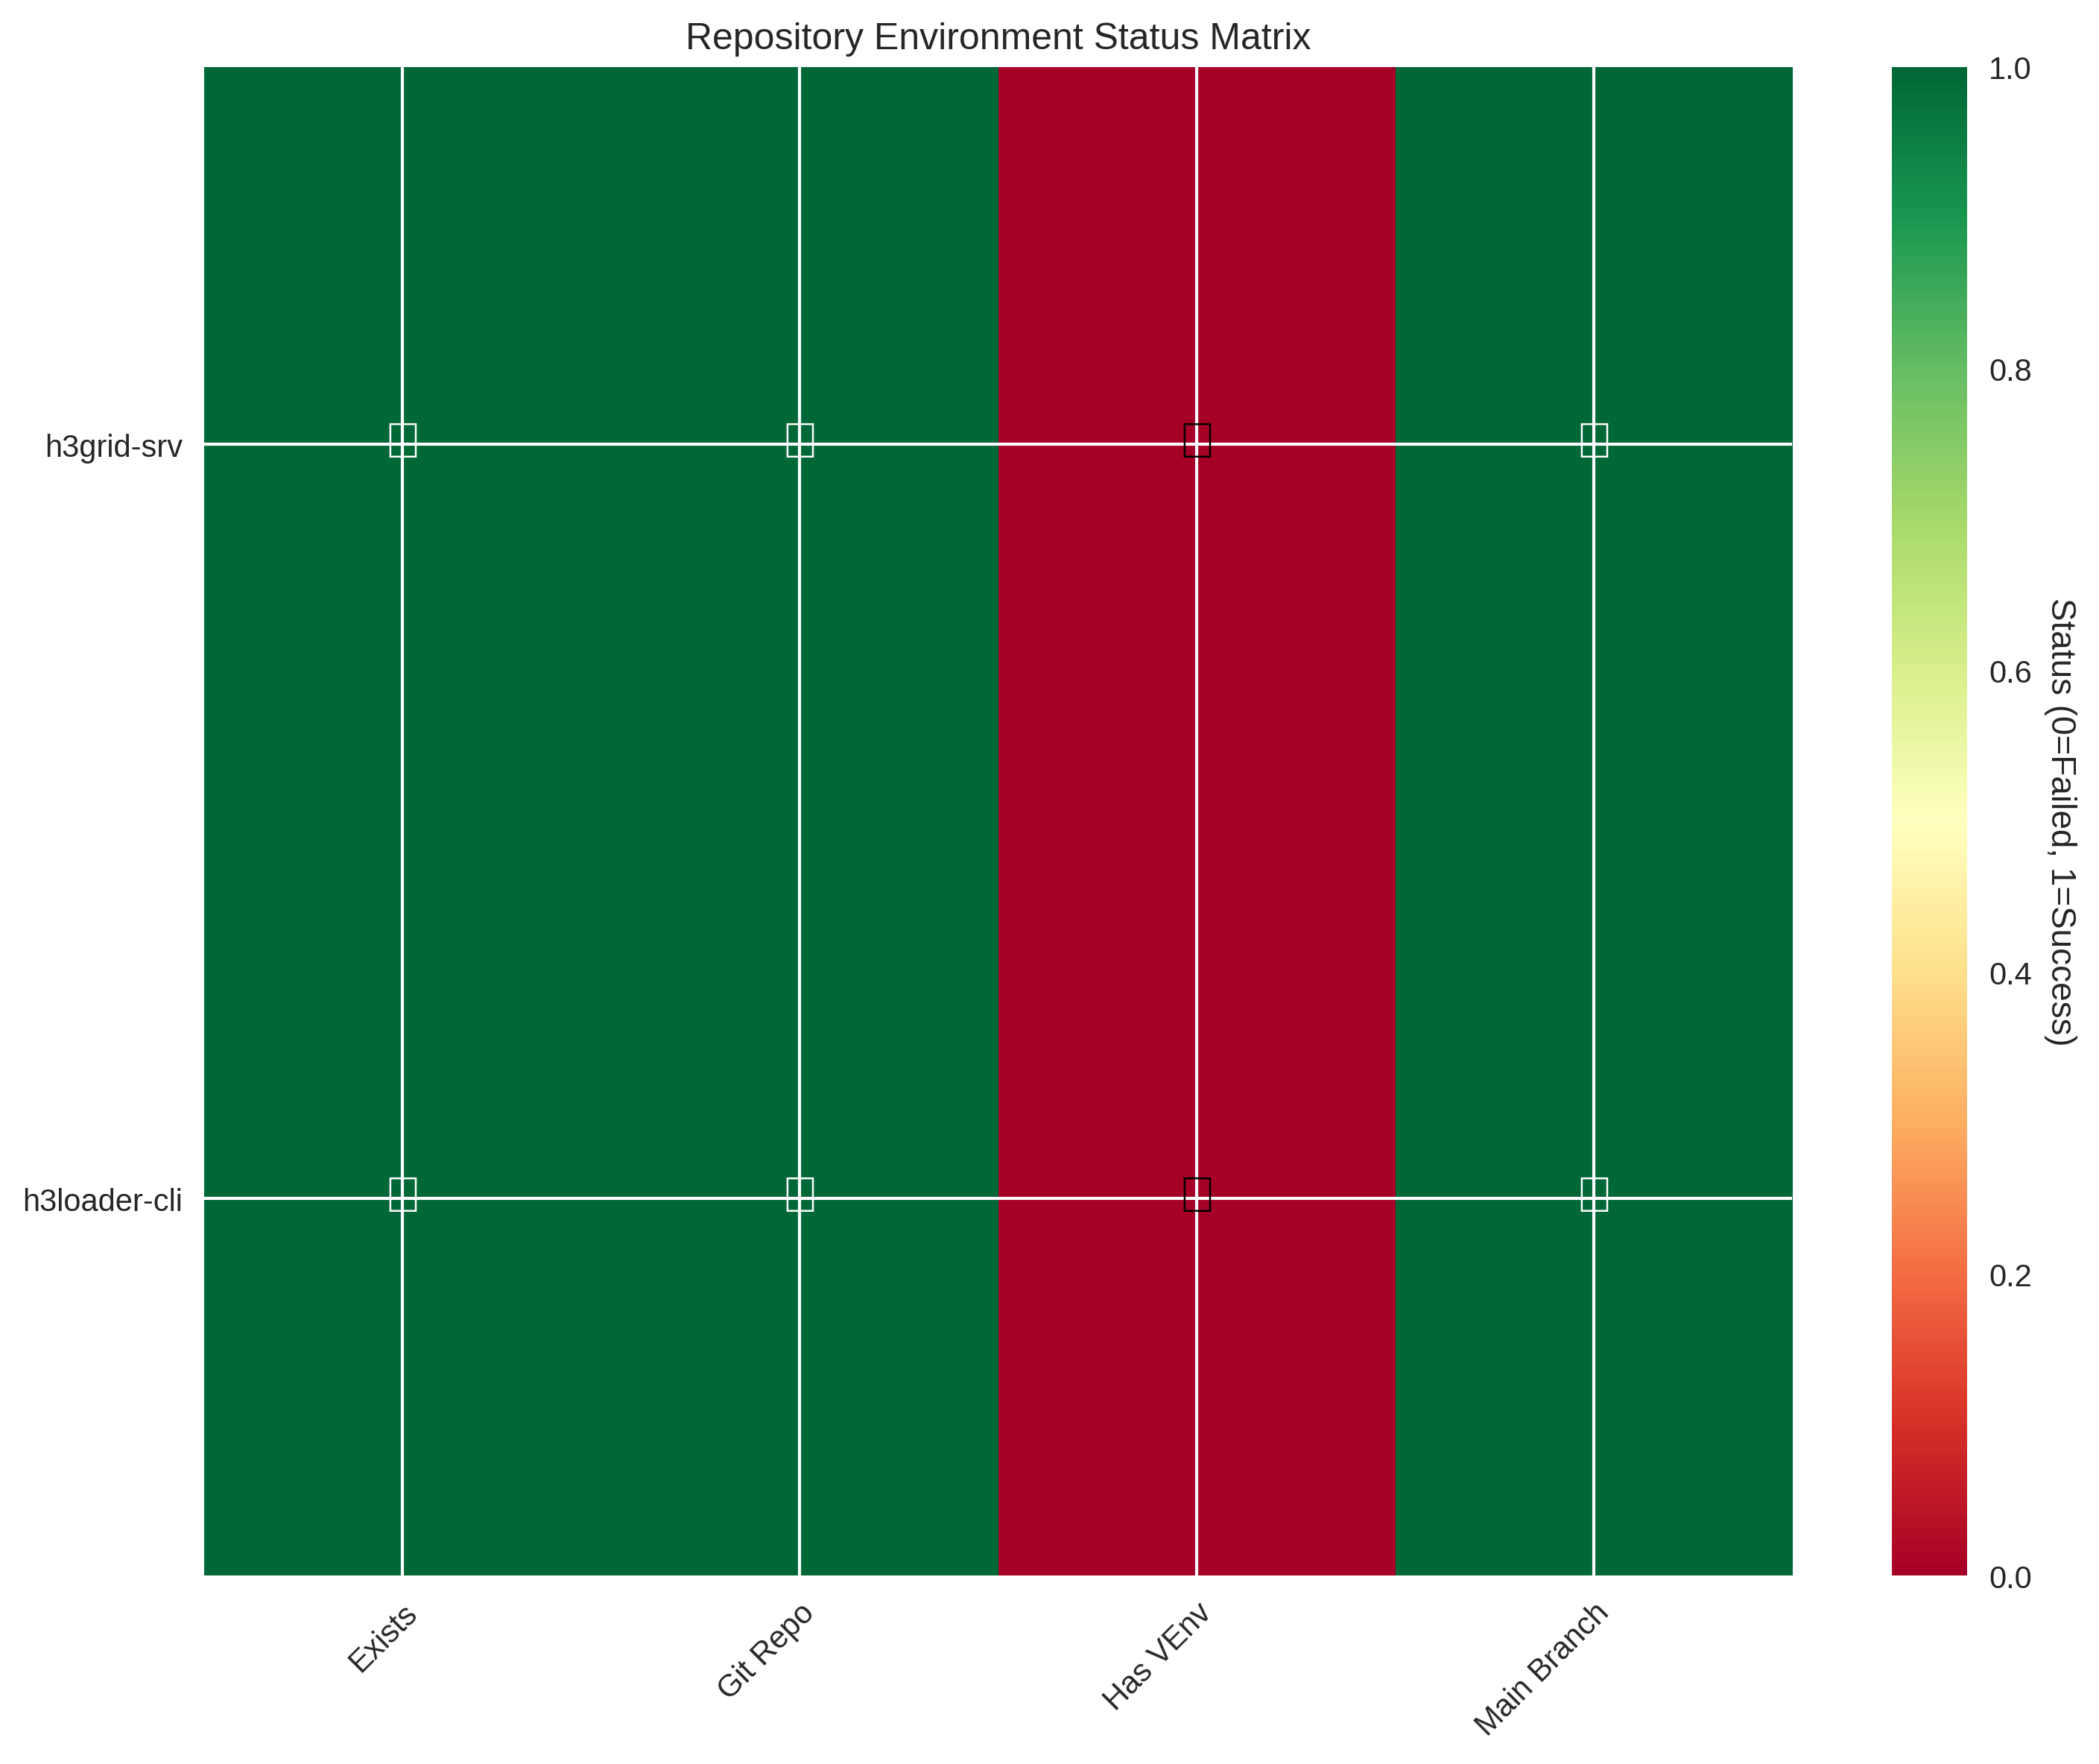 Repository Environment Status Matrix
h3grid-srv
h3loader-cli
Exists
Git Repo
Has VEnv
Main Branch
1.0
0.8
0.6
0.4
0.2
0.0
Status (0=Failed, 1=Success)